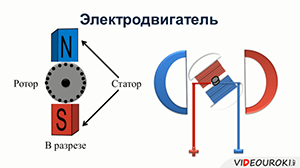 Электродвигатель
N
Ротор
Статор
S
В разрезе
VIDEOUROKI